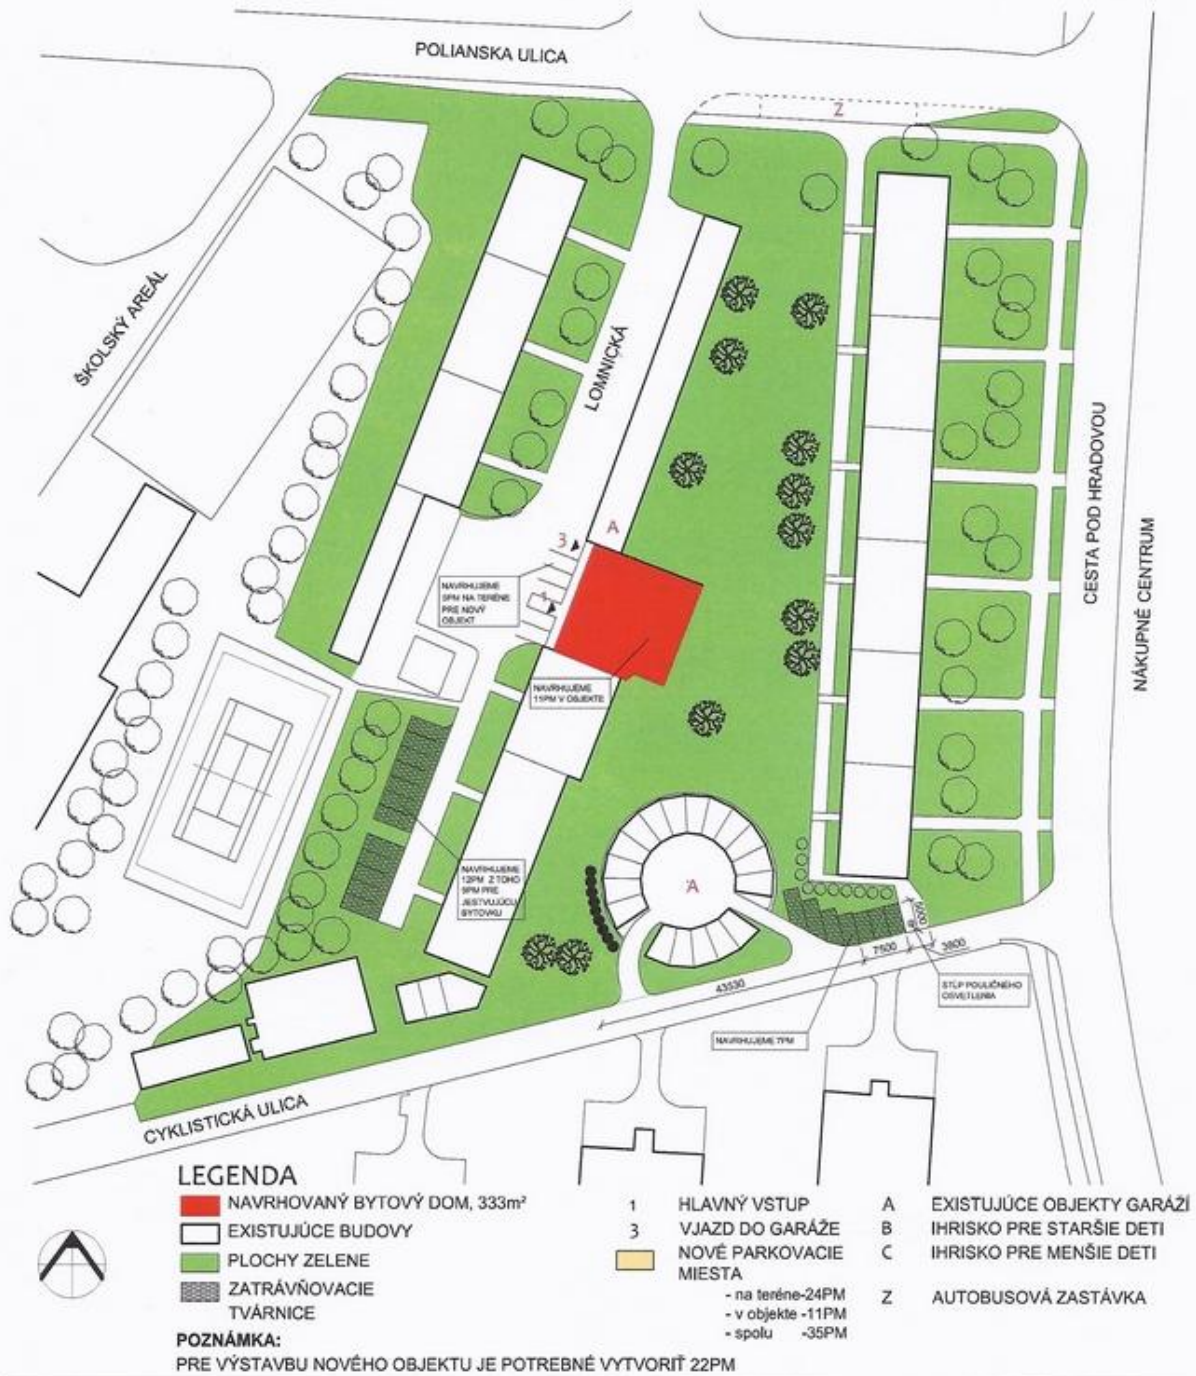 POLIANSKA ULICA
Z
ŠKOLSKÝ AREÁL
LOMNICKÁ
CESTA POD HRADOVOU
NÁKUPNÉ CENTRUM
3
A
NAVRHUJEME
5PM NA TERÉNE
PRE NOVÝ
OBJEKT
1
NAVRHUJEME
11PM V OBJEKTE
NAVRHUJEME
12PM Z TOHO
9PM PRE
JESTVUJÚCU
BYTOVKU
A
5000
7500
3800
43530
STĹP POULIČNÉHO
OSVETLENIA
NAVRHUJEME 7PM
CYKLISTICKÁ ULICA
LEGENDA
NAVRHOVANÝ BYTOVÝ DOM, 333m²
EXISTUJÚCE BUDOVY
PLOCHY ZELENE
ZATRÁVŇOVACIE
TVÁRNICE
1 HLAVNÝ VSTUP
3 VJAZD DO GARÁŽE
NOVÉ PARKOVACIE
MIESTA
- na teréne-24PM
- v objekte -11PM
- spolu -35PM
A EXISTUJÚCE OBJEKTY GARÁŽÍ
B IHRISKO PRE STARŠIE DETI
C IHRISKO PRE MENŠIE DETI
Z AUTOBUSOVÁ ZASTÁVKA
POZNÁMKA:
PRE VÝSTAVBU NOVÉHO OBJEKTU JE POTREBNÉ VYTVORIŤ 22PM